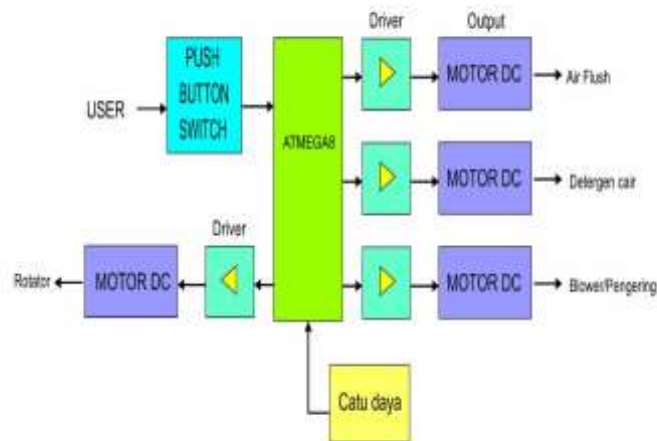 Driver
Output
PUSH
BUTTON
SWITCH
USER
ATMEGA8
MOTOR DC
Air Flush
MOTOR DC
Detergen cair
Driver
Rotator
MOTOR DC
MOTOR DC
Blower/Pengering
Catu daya